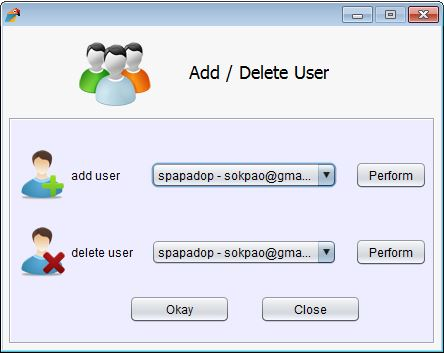 Add / Delete User
add user spapadop - sokpao@gma... Perform
delete user spapadop - sokpao@gma... Perform
Okay Close